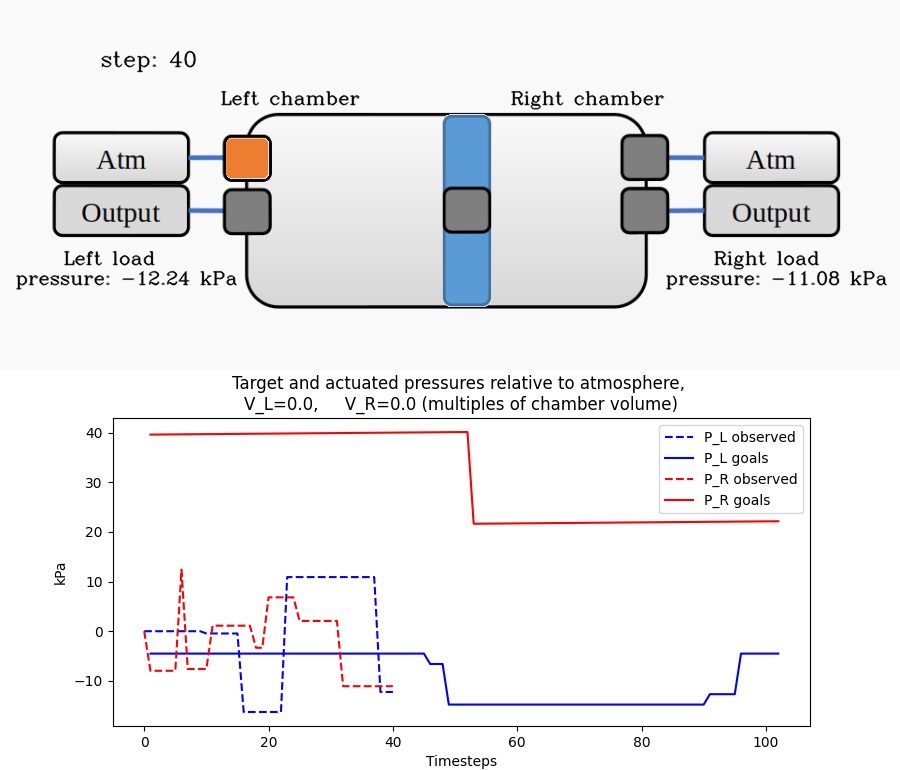 step: 40
Left chamber
Right chamber
Atm
Atm
Output
Output
Left load
pressure: −12.24 kPa
Right load
pressure: −11.08 kPa
Target and actuated pressures relative to atmosphere,
V_L=0.0,     V_R=0.0 (multiples of chamber volume)
40
30
20
10
0
−10
kPa
P_L observed
P_L goals
P_R observed
P_R goals
0
20
40
60
80
100
Timesteps